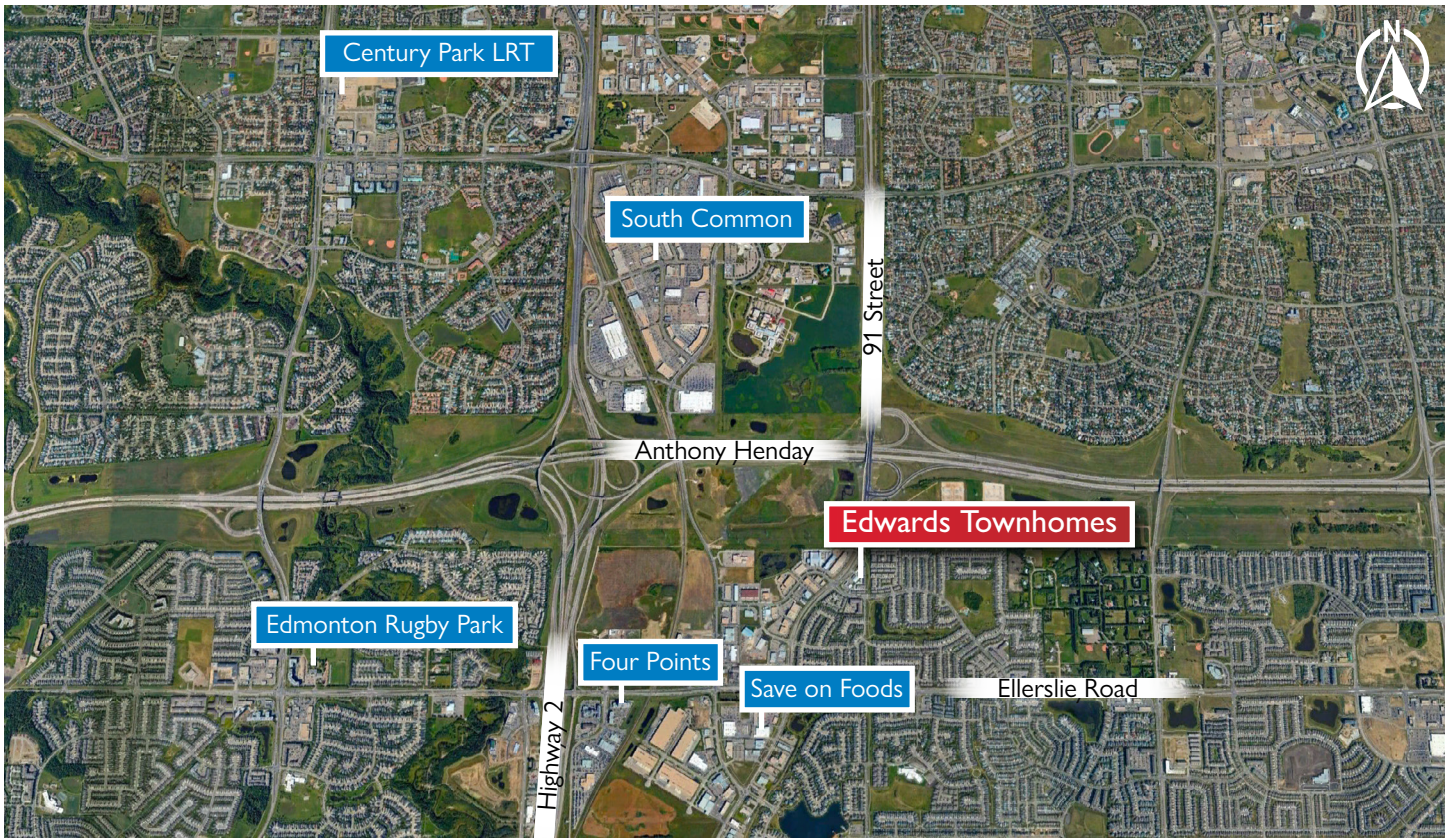 Century Park LRT
N
South Common
91 Street
Anthony Henday
Edwards Townhomes
Edmonton Rugby Park
Four Points
Save on Foods
Ellerslie Road
Highway 2